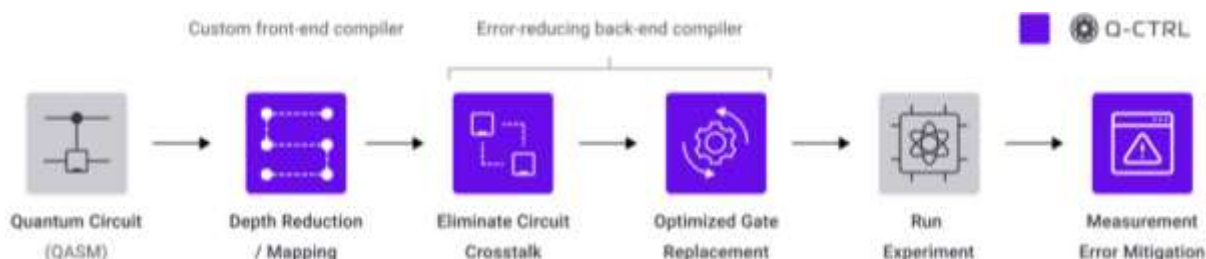 Custom front-end compiler
Error-reducing back-end compiler
Q-CTRL
Quantum Circuit
(QASM)
Depth Reduction
/ Mapping
Eliminate Circuit
Crosstalk
Optimized Gate
Replacement
Run
Experiment
Measurement
Error Mitigation